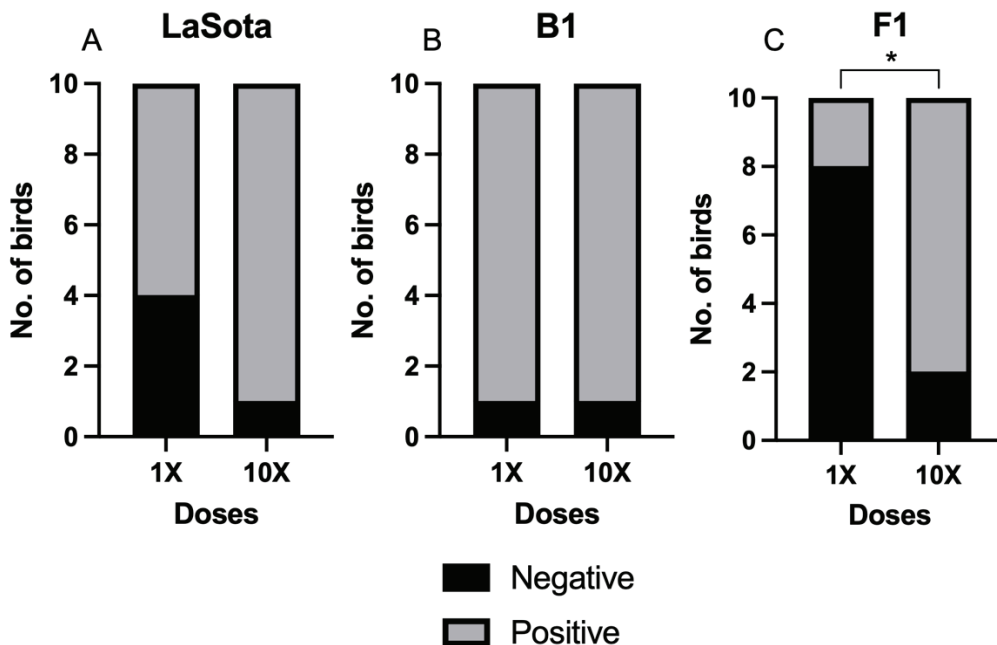 A LaSota
No. of birds
10
8
6
4
2
0
1X 10X
Doses
B B1
No. of birds
10
8
6
4
2
0
1X 10X
Doses
C F1
*
No. of birds
10
8
6
4
2
0
1X 10X
Doses
Negative
Positive